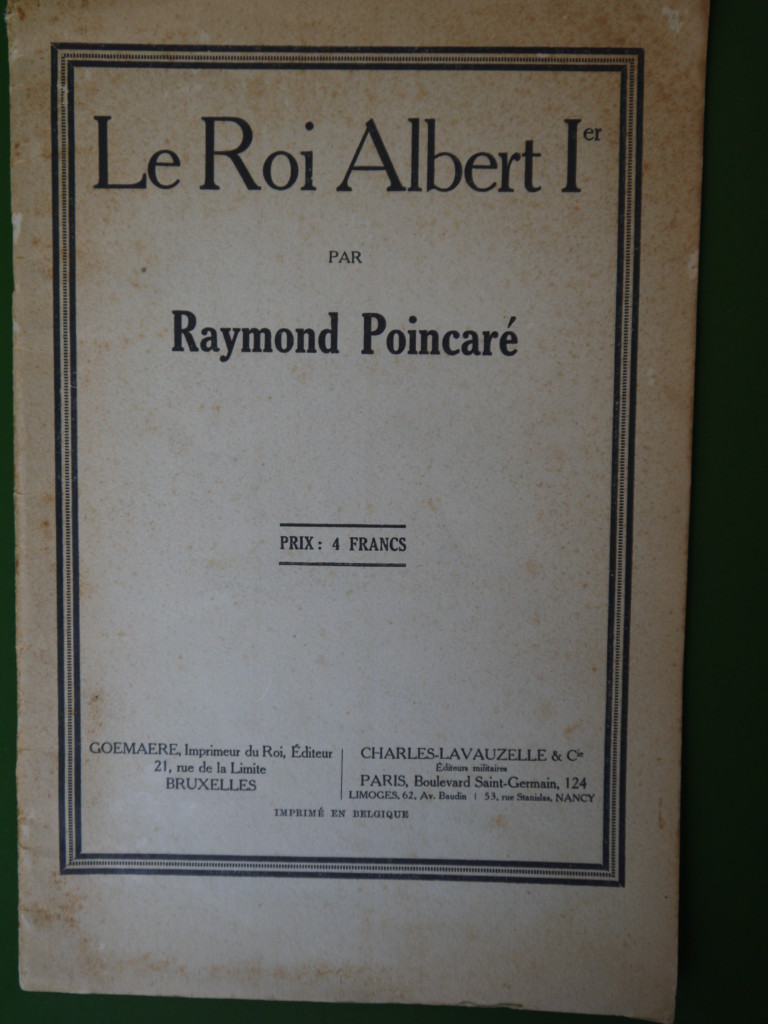 Le Roi Albert Ier
PAR
Raymond Poincaré
PRIX : 4 FRANCS
GOEMAERE, Imprimeur du Roi, Éditeur
21, rue de la Limite
BRUXELLES
CHARLES-LAVAUZELLE & Cie
Éditeurs militaires
PARIS, Boulevard Saint-Germain, 124
LIMOGES, 62, Av. Baudin | 53, rue Stanislas, NANCY
IMPRIMÉ EN BELGIQUE